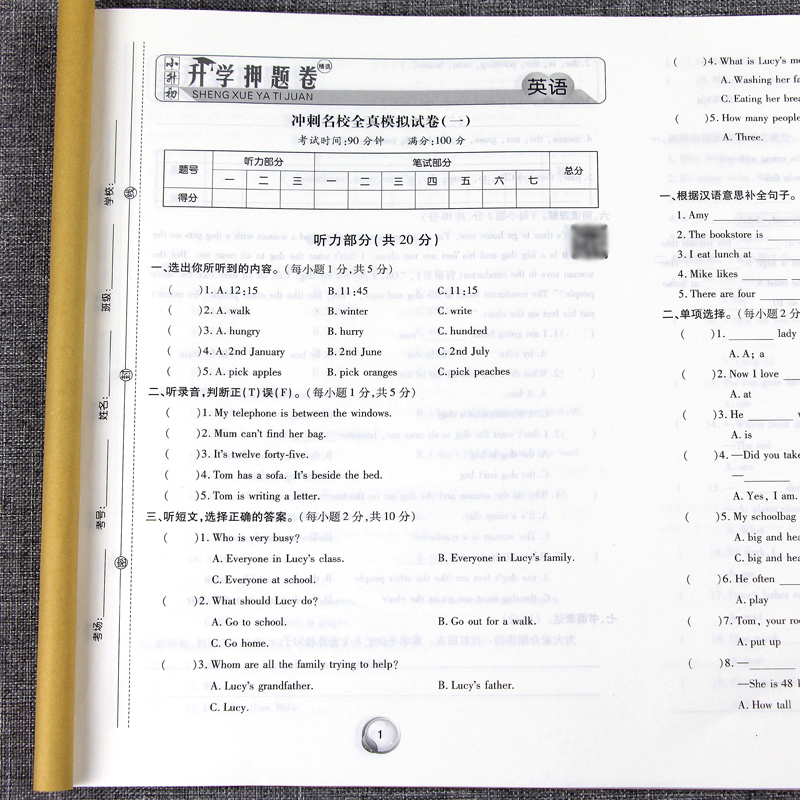 小升初
升学押题卷
精选
SHENG XUE YA TI JUAN
英语
冲刺名校全真模拟试卷(一)
考试时间:90分钟 满分:100分
题号 听力部分 笔试部分 总分
一 二 三 一 二 三 四 五 六 七
得分
听力部分(共20分)
一、选出你所听到的内容。(每小题1分,共5分)
( )1. A. 12:15 B. 11:45 C. 11:15
( )2. A. walk B. winter C. write
( )3. A. hungry B. hurry C. hundred
( )4. A. 2nd January B. 2nd June C. 2nd July
( )5. A. pick apples B. pick oranges C. pick peaches
二、听录音,判断正(T)误(F)。(每小题1分,共5分)
( )1. My telephone is between the windows.
( )2. Mum can't find her bag.
( )3. It's twelve forty-five.
( )4. Tom has a sofa. It's beside the bed.
( )5. Tom is writing a letter.
三、听短文,选择正确的答案。(每小题2分,共10分)
( )1. Who is very busy?
A. Everyone in Lucy's class. B. Everyone in Lucy's family.
C. Everyone at school.
( )2. What should Lucy do?
A. Go to school. B. Go out for a walk.
C. Go home.
( )3. Whom are all the family trying to help?
A. Lucy's grandfather. B. Lucy's father.
C. Lucy.
1
学校:
班级:
姓名:
考号:
考场:
线
封
密
( )4. What is Lucy's
A. Washing her
C. Eating her
( )5. How many people
A. Three.
一、根据汉语意思补全句子。
1. Amy
2. The bookstore is
3. I eat lunch at
4. Mike likes
5. There are four
二、单项选择。(每小题2分
( )1. ________ lady
A. A; a
( )2. Now I love
A. at
( )3. He ________
A. is
( )4. —Did you take
—________
A. Yes, I am.
( )5. My schoolbag
A. big and
C. big and
( )6. He often
A. play
( )7. Tom,
A. put up
( )8. —________
—She is 48
A. How tall